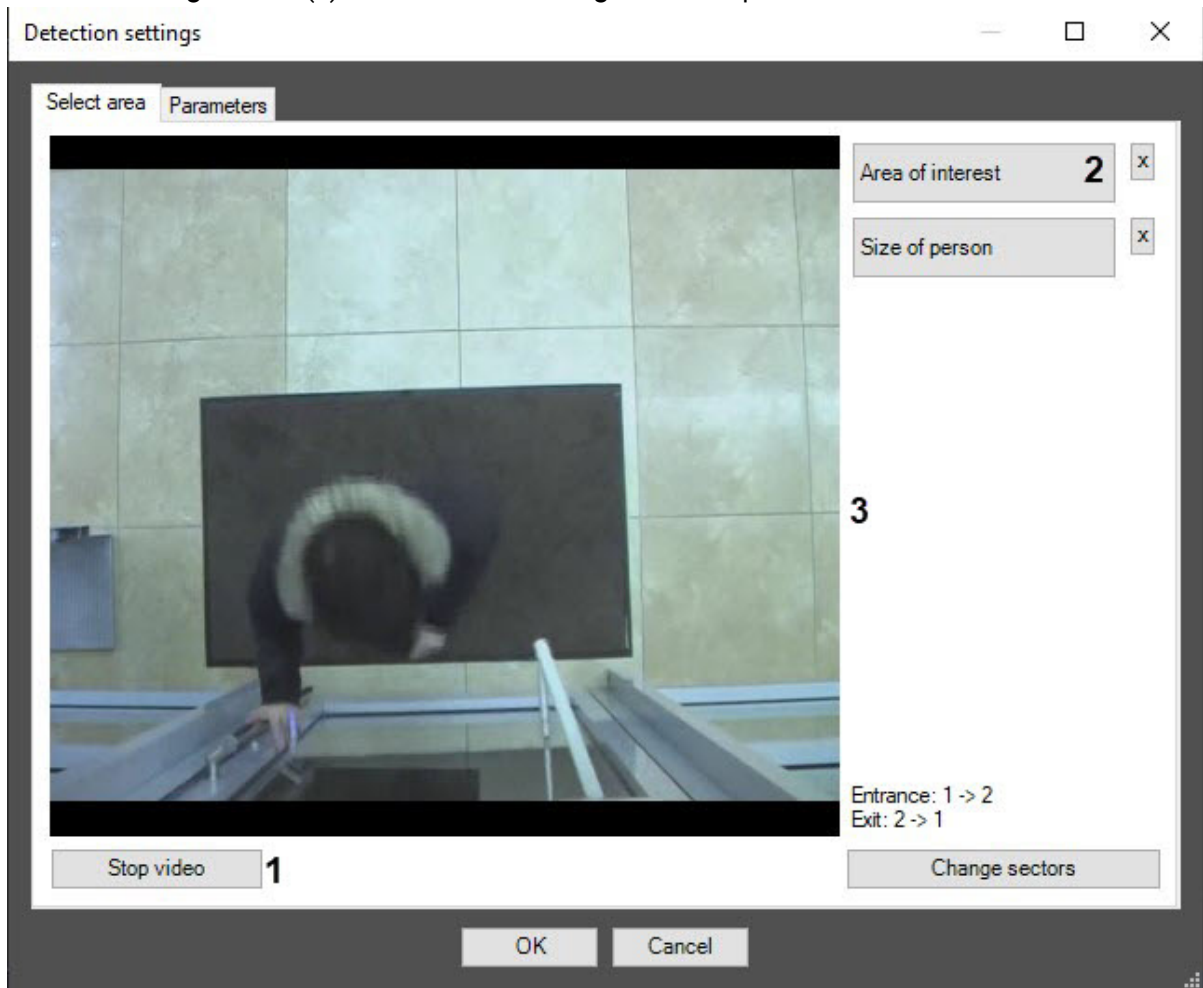 Detection settings
Select area Parameters
Area of interest 2 x
Size of person x
3
Entrance: 1 -> 2
Exit: 2 -> 1
Stop video 1 Change sectors
OK Cancel